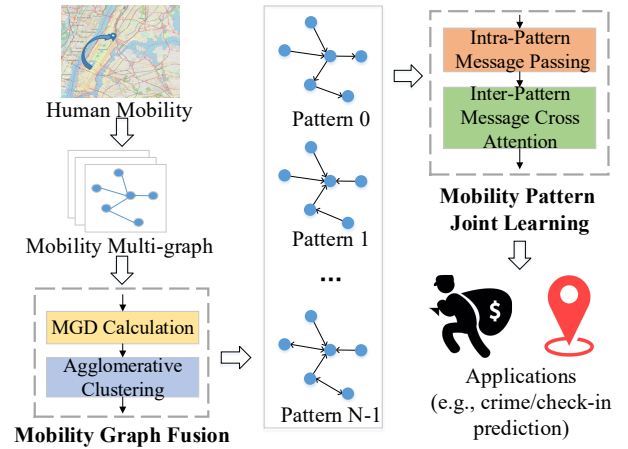 Human Mobility
Mobility Multi-graph
MGD Calculation
Agglomerative
Clustering
Mobility Graph Fusion
Pattern 0
Pattern 1
...
Pattern N-1
Intra-Pattern
Message Passing
Inter-Pattern
Message Cross
Attention
Mobility Pattern
Joint Learning
$
Applications
(e.g., crime/check-in
prediction)